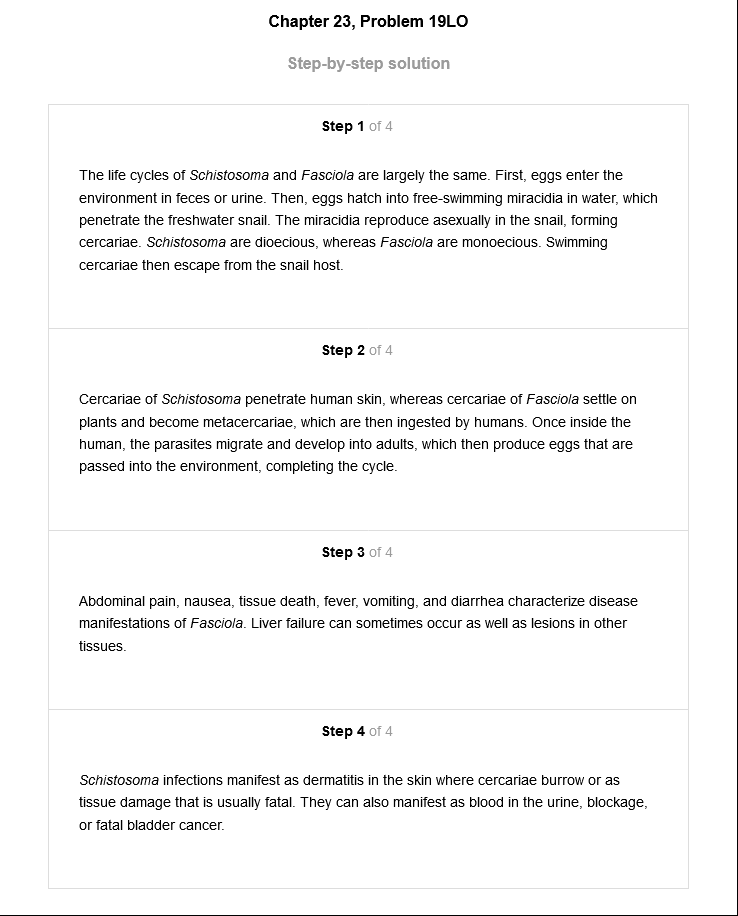 Chapter 23, Problem 19LO
Step-by-step solution
Step 1 of 4
The life cycles of Schistosoma and Fasciola are largely the same. First, eggs enter the
environment in feces or urine. Then, eggs hatch into free-swimming miracidia in water, which
penetrate the freshwater snail. The miracidia reproduce asexually in the snail, forming
cercariae. Schistosoma are dioecious, whereas Fasciola are monoecious. Swimming
cercariae then escape from the snail host.
Step 2 of 4
Cercariae of Schistosoma penetrate human skin, whereas cercariae of Fasciola settle on
plants and become metacercariae, which are then ingested by humans. Once inside the
human, the parasites migrate and develop into adults, which then produce eggs that are
passed into the environment, completing the cycle.
Step 3 of 4
Abdominal pain, nausea, tissue death, fever, vomiting, and diarrhea characterize disease
manifestations of Fasciola. Liver failure can sometimes occur as well as lesions in other
tissues.
Step 4 of 4
Schistosoma infections manifest as dermatitis in the skin where cercariae burrow or as
tissue damage that is usually fatal. They can also manifest as blood in the urine, blockage,
or fatal bladder cancer.